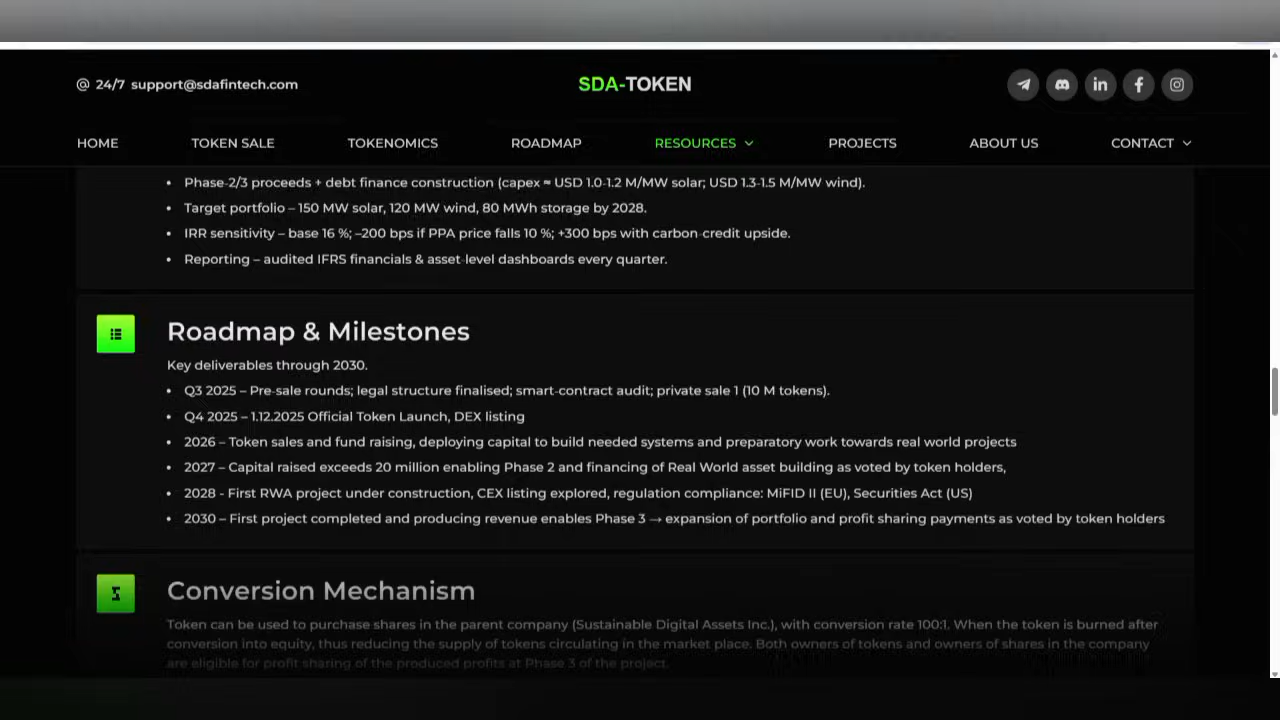 @ 24/7 support@sdafintech.com
SDA-TOKEN
HOME
TOKEN SALE
TOKENOMICS
ROADMAP
RESOURCES
PROJECTS
ABOUT US
CONTACT
• Phase-2/3 proceeds + debt finance construction (capex ≈ USD 1.0-1.2 M/MW solar; USD 1.3-1.5 M/MW wind).
• Target portfolio – 150 MW solar, 120 MW wind, 80 MWh storage by 2028.
• IRR sensitivity – base 16 %; –200 bps if PPA price falls 10 %; +300 bps with carbon-credit upside.
• Reporting – audited IFRS financials & asset-level dashboards every quarter.
Roadmap & Milestones
Key deliverables through 2030.
• Q3 2025 – Pre-sale rounds; legal structure finalised; smart-contract audit; private sale 1 (10 M tokens).
• Q4 2025 – 1.12.2025 Official Token Launch, DEX listing
• 2026 – Token sales and fund raising, deploying capital to build needed systems and preparatory work towards real world projects
• 2027 – Capital raised exceeds 20 million enabling Phase 2 and financing of Real World asset building as voted by token holders,
• 2028 - First RWA project under construction, CEX listing explored, regulation compliance: MiFID II (EU), Securities Act (US)
• 2030 – First project completed and producing revenue enables Phase 3 → expansion of portfolio and profit sharing payments as voted by token holders
Conversion Mechanism
Token can be used to purchase shares in the parent company (Sustainable Digital Assets Inc.), with conversion rate 100:1. When the token is burned after
conversion into equity, thus reducing the supply of tokens circulating in the market place. Both owners of tokens and owners of shares in the company
are eligible for profit sharing of the produced profits at Phase 3 of the project.